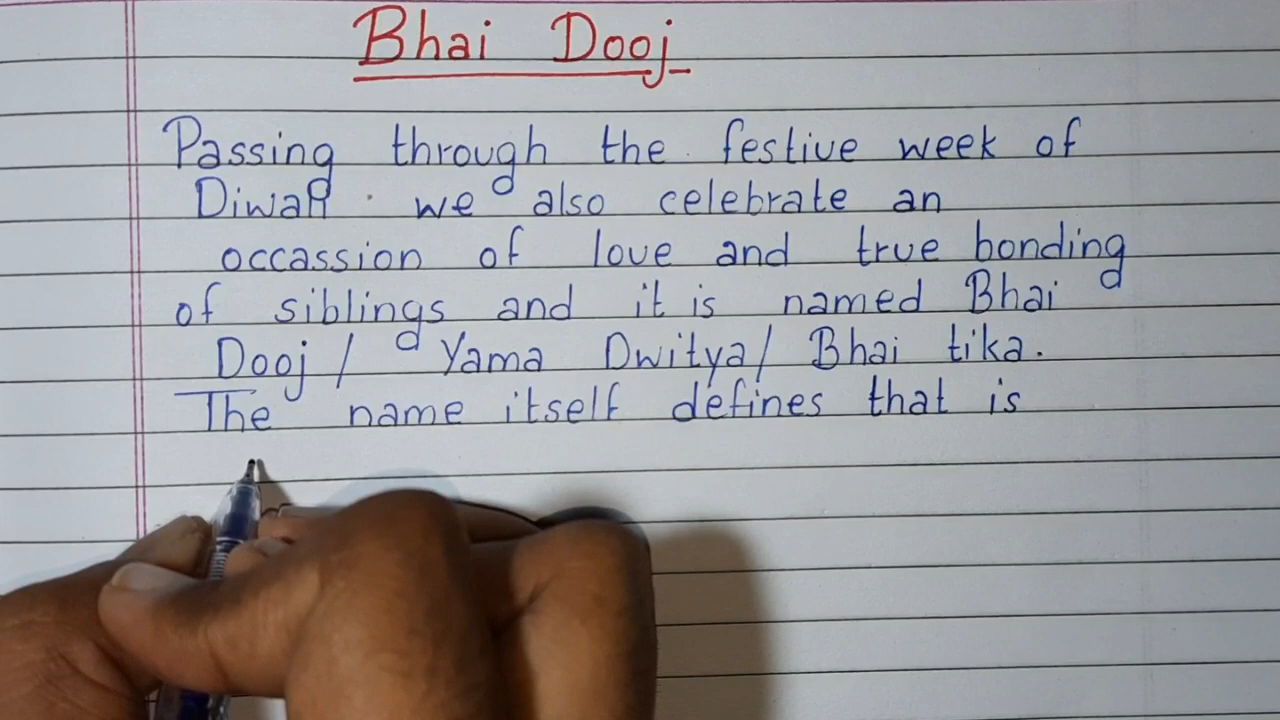 Bhai Dooj
Passing through the festive week of
Diwali we also celebrate an
occassion of love and true bonding
of siblings and it is named Bhai
Dooj / Yama Dwitya/ Bhai tika.
The name itself defines that is